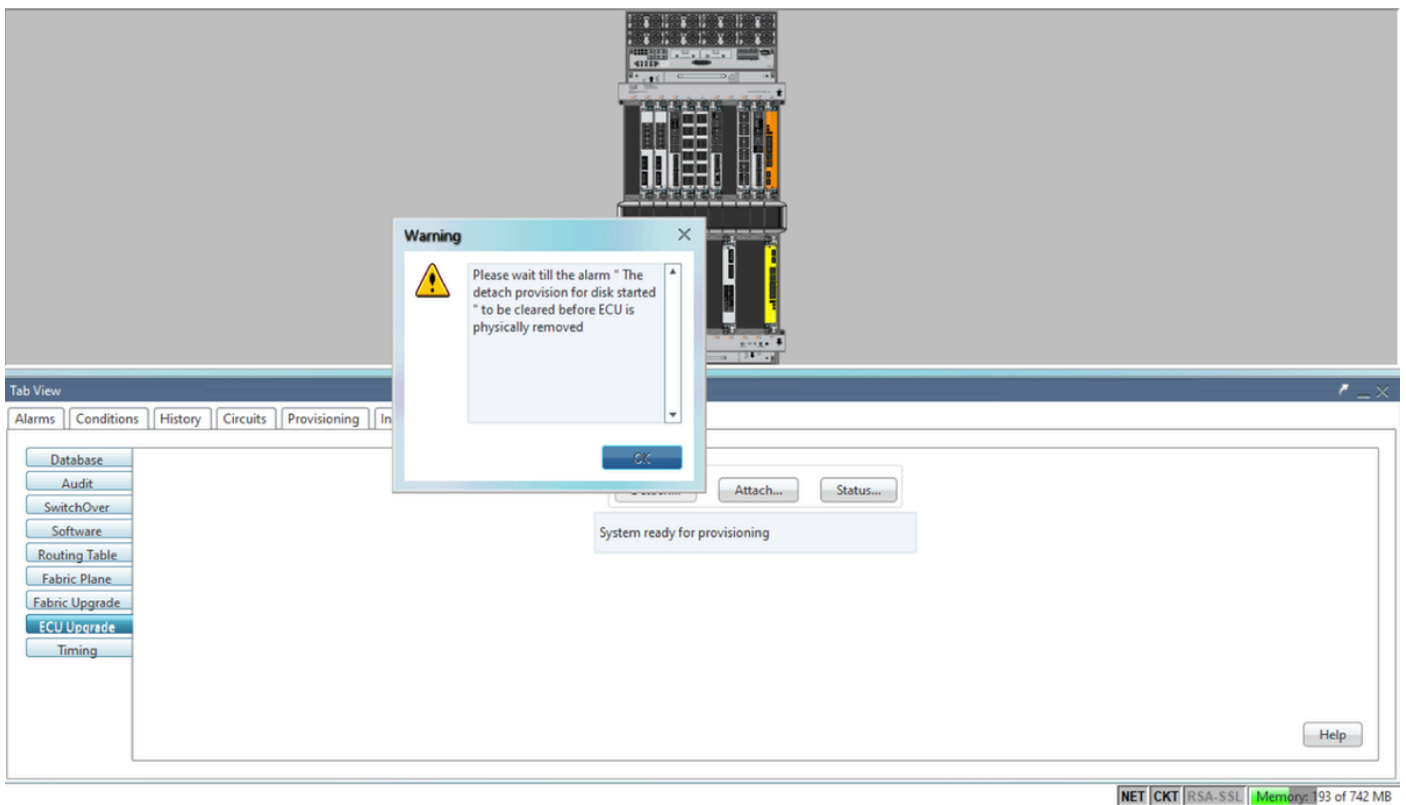 Warning
Please wait till the alarm " The
detach provision for disk started
" to be cleared before ECU is
physically removed
OK
Tab View
Alarms Conditions History Circuits Provisioning In
Database
Audit
SwitchOver
Software
Routing Table
Fabric Plane
Fabric Upgrade
ECU Upgrade
Timing
Attach... Status...
System ready for provisioning
Help
NET CKT RSA-SSL Memory: 193 of 742 MB